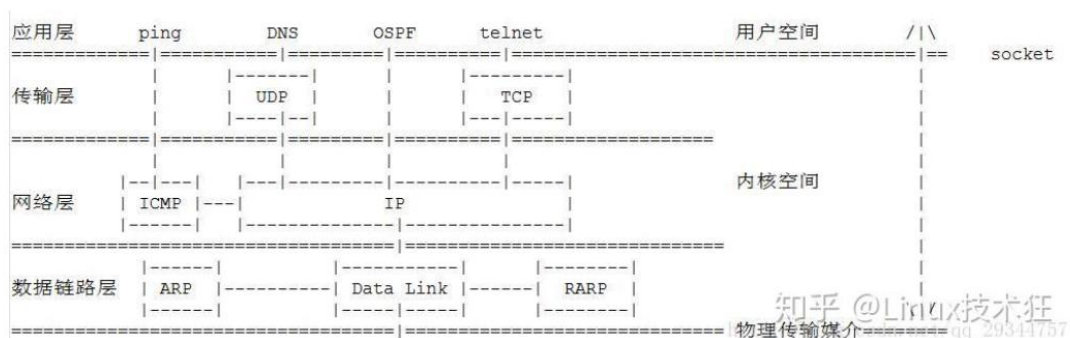 应用层 ping DNS OSPF telnet 用户空间 /|\
socket
传输层 UDP TCP
网络层 ICMP IP 内核空间
数据链路层 ARP Data Link RARP
知乎 @Linux技术狂
物理传输媒介
qq_29344757